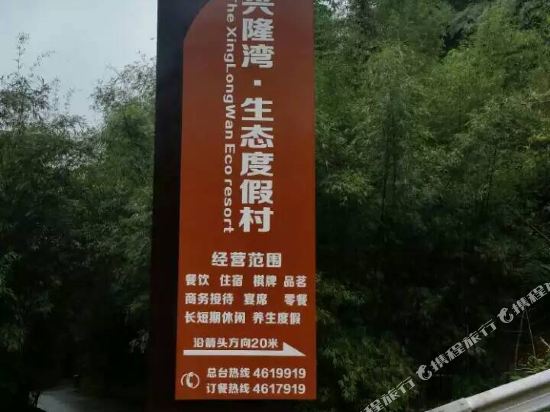 兴隆湾·生态度假村
The XingLongWan Eco resort
经营范围
餐饮 住宿 棋牌 品茗
商务接待 宴席 零餐
长短期休闲 养生度假
沿箭头方向20米
总台热线 4619919
订餐热线 4617919
携程旅行